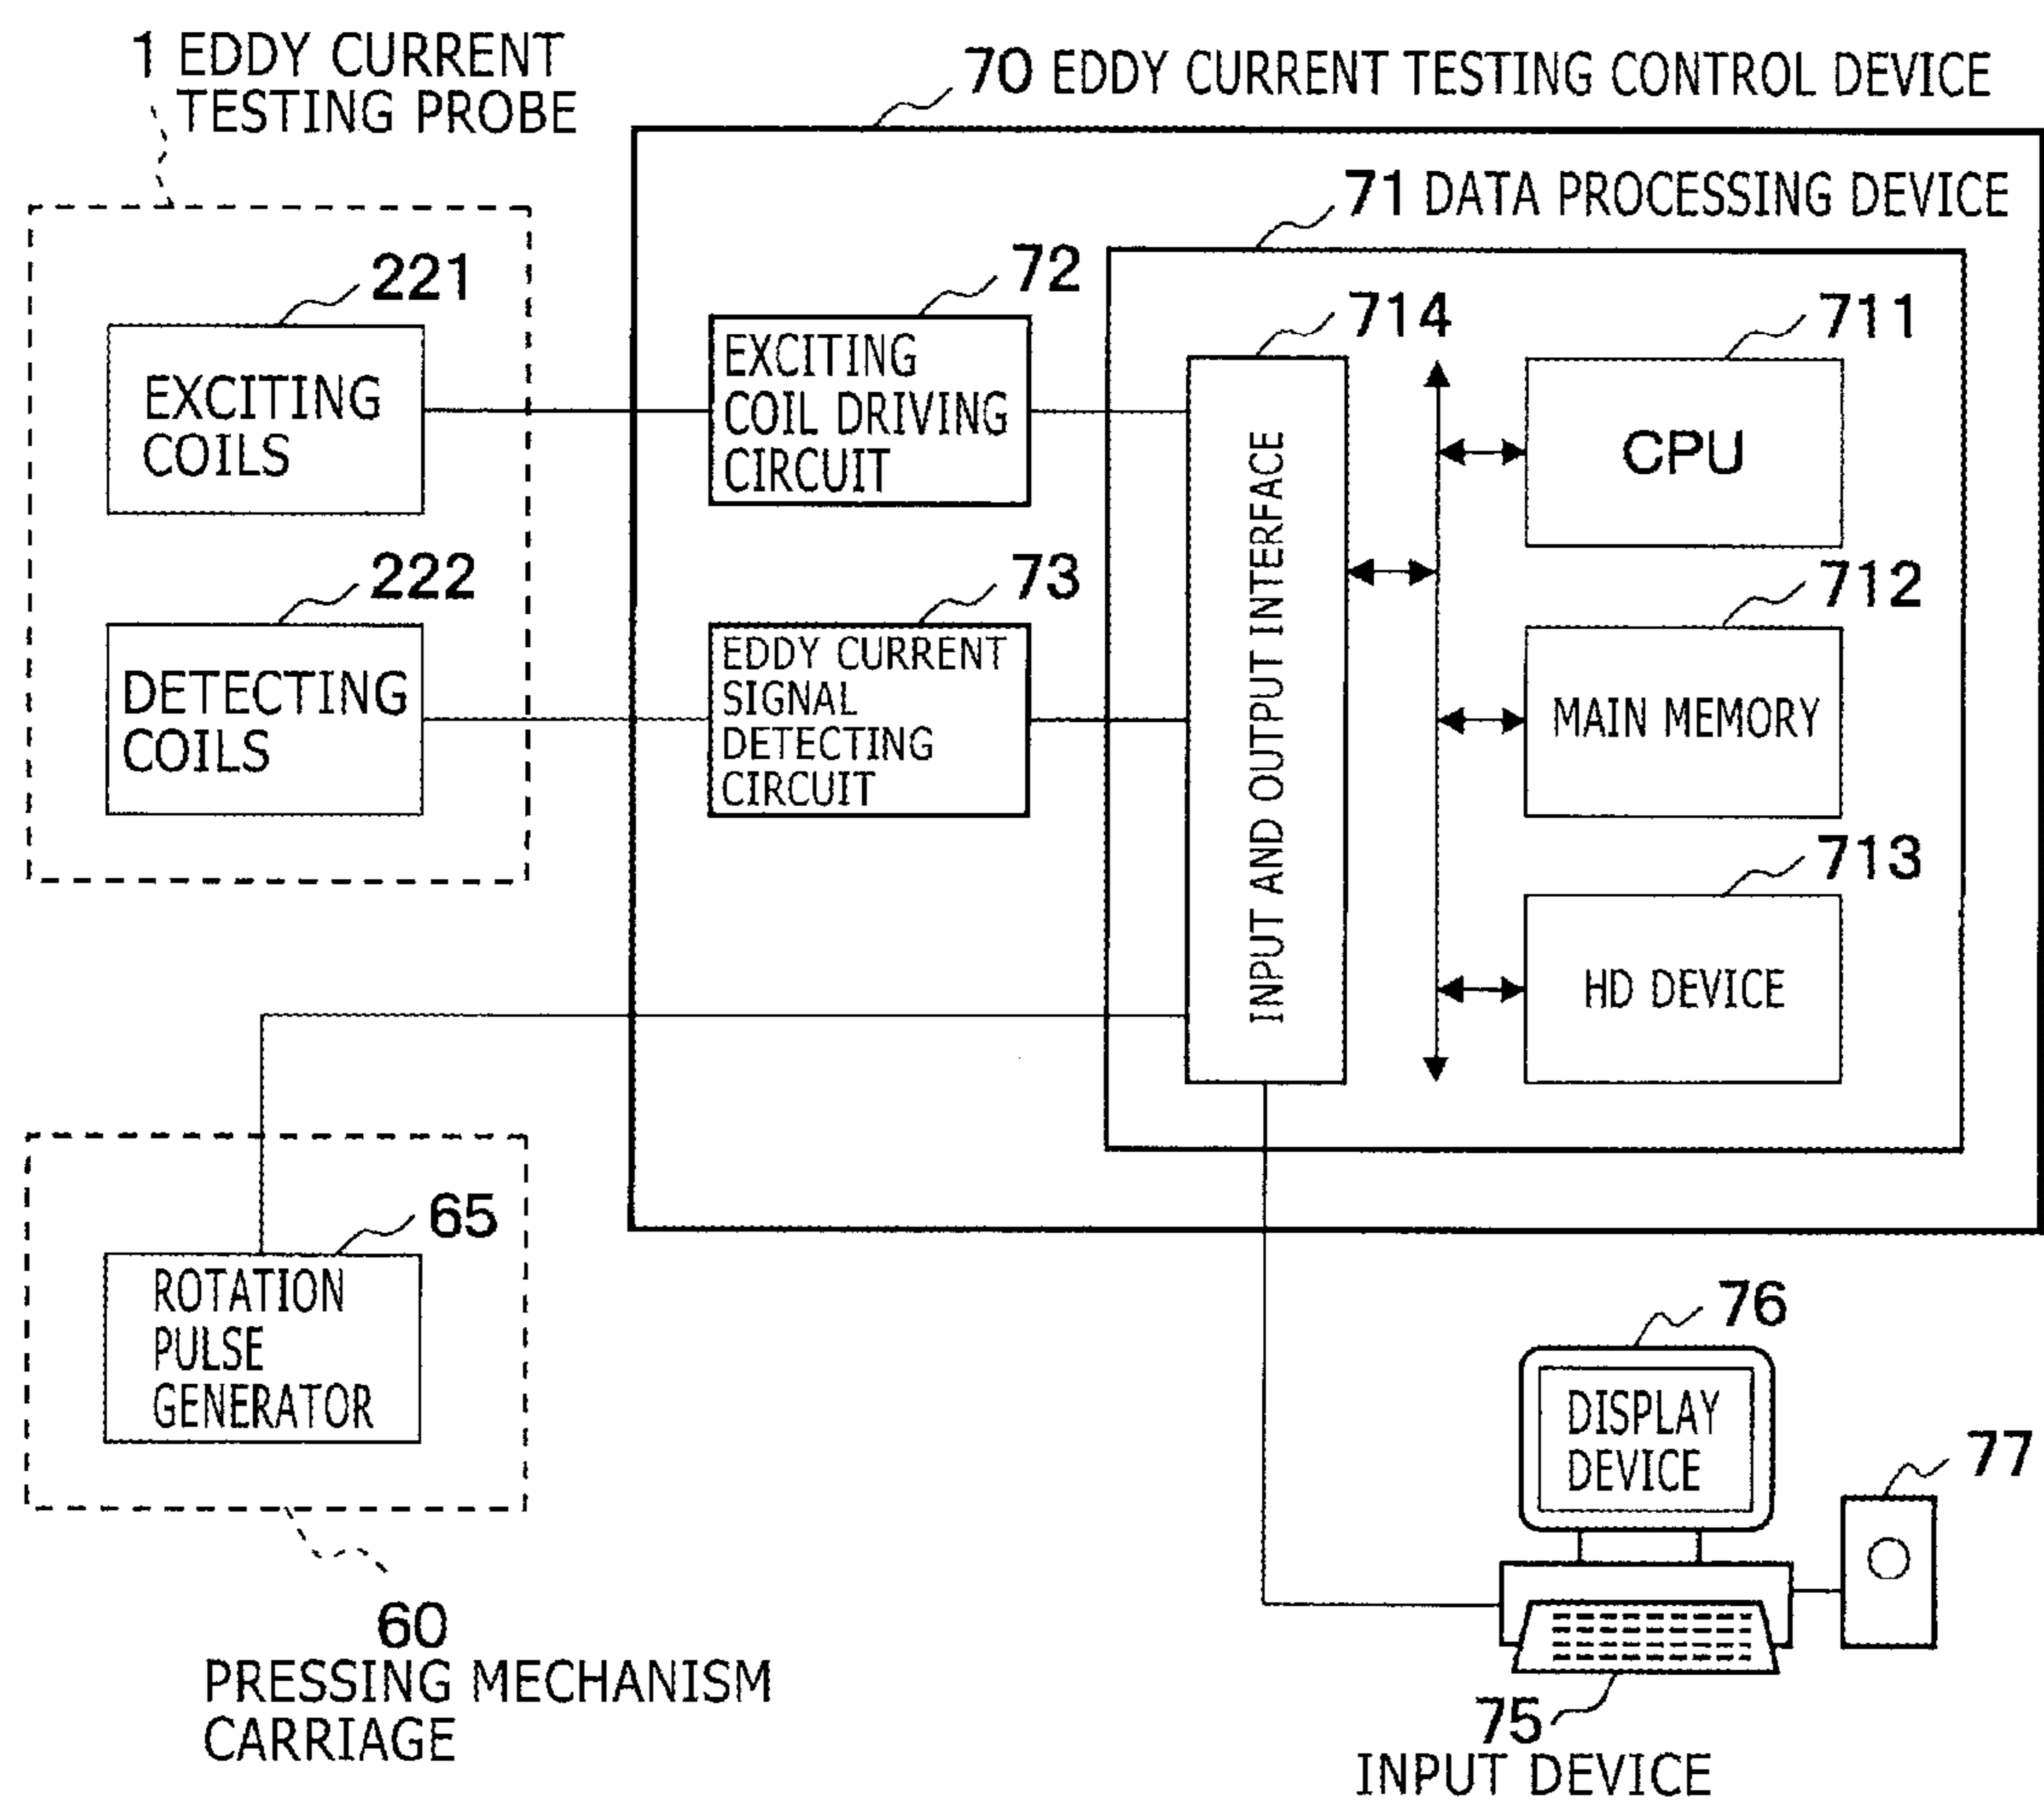 1 EDDY CURRENT
TESTING PROBE
70 EDDY CURRENT TESTING CONTROL DEVICE
71 DATA PROCESSING DEVICE
221
EXCITING
COILS
72
EXCITING
COIL DRIVING
CIRCUIT
714
INPUT AND OUTPUT INTERFACE
711
CPU
222
DETECTING
COILS
73
EDDY CURRENT
SIGNAL
DETECTING
CIRCUIT
712
MAIN MEMORY
713
HD DEVICE
65
ROTATION
PULSE
GENERATOR
60
PRESSING MECHANISM
CARRIAGE
76
DISPLAY
DEVICE
77
75
INPUT DEVICE